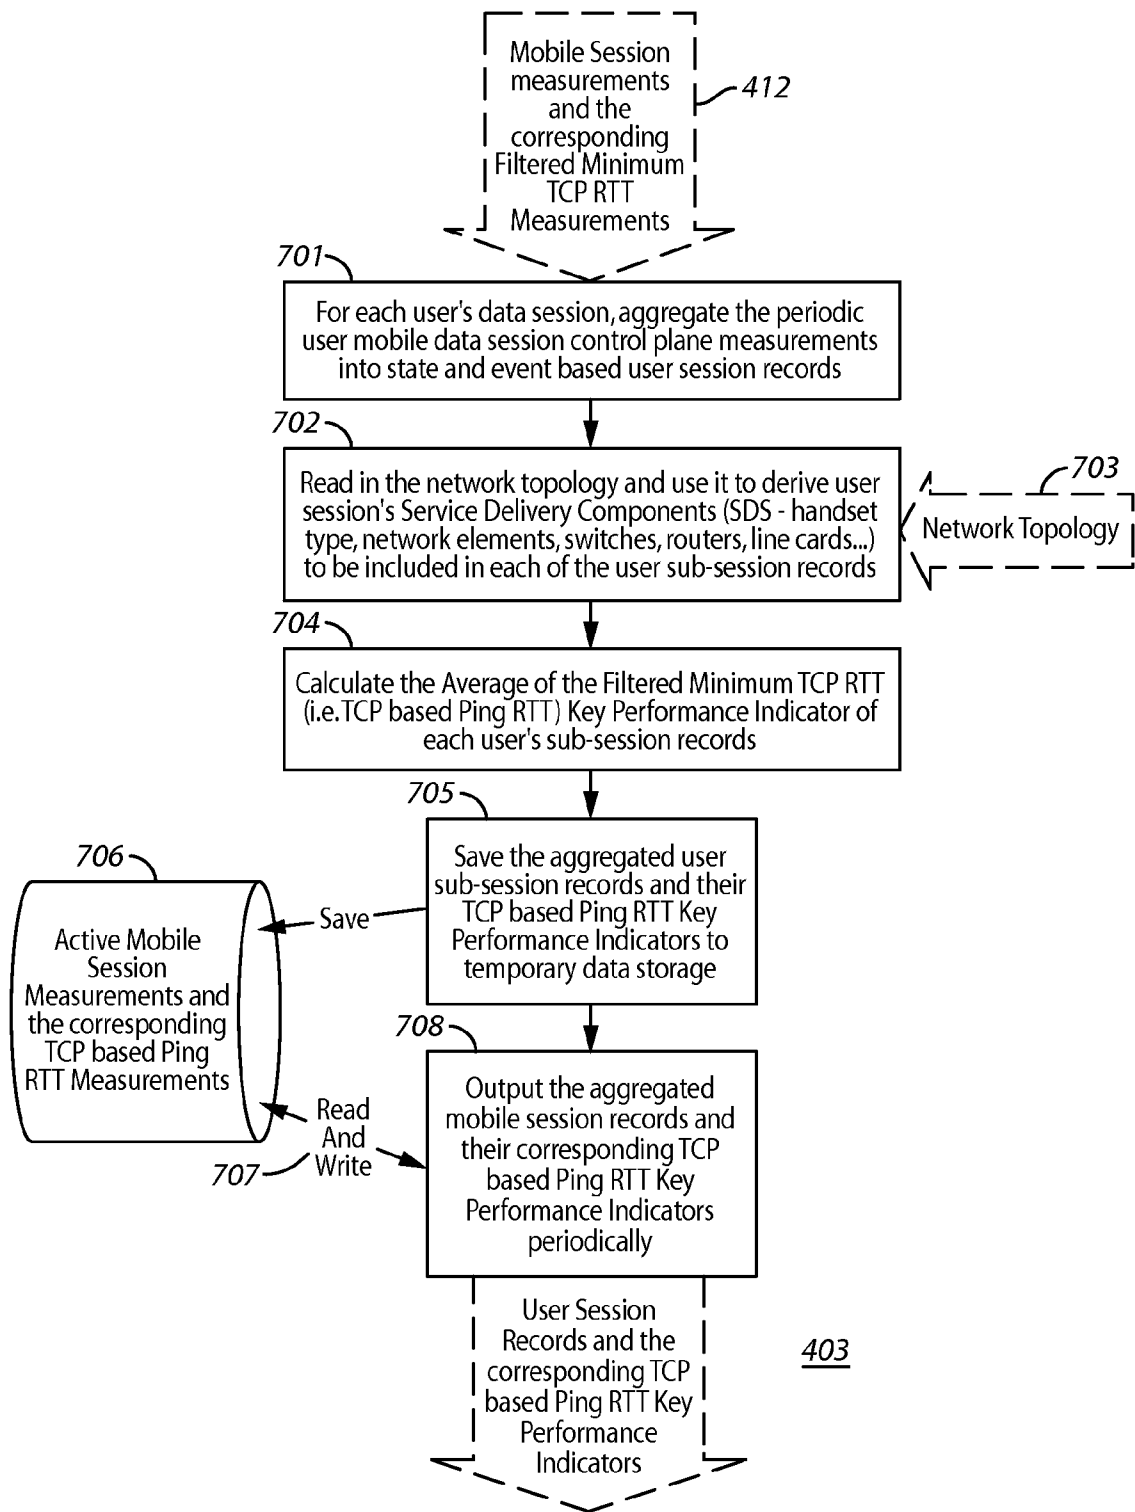 Mobile Session
measurements
and the
corresponding
Filtered Minimum
TCP RTT
Measurements
412
701
For each user's data session, aggregate the periodic
user mobile data session control plane measurements
into state and event based user session records
702
Read in the network topology and use it to derive user
session's Service Delivery Components (SDS - handset
type, network elements, switches, routers, line cards...)
to be included in each of the user sub-session records
703
Network Topology
704
Calculate the Average of the Filtered Minimum TCP RTT
(i.e. TCP based Ping RTT) Key Performance Indicator of
each user's sub-session records
705
Save the aggregated user
sub-session records and their
TCP based Ping RTT Key
Performance Indicators to
temporary data storage
706
Active Mobile
Session
Measurements and
the corresponding
TCP based Ping
RTT Measurements
Save
Read
And
Write
707
708
Output the aggregated
mobile session records and
their corresponding TCP
based Ping RTT Key
Performance Indicators
periodically
User Session
Records and the
corresponding TCP
based Ping RTT Key
Performance
Indicators
403